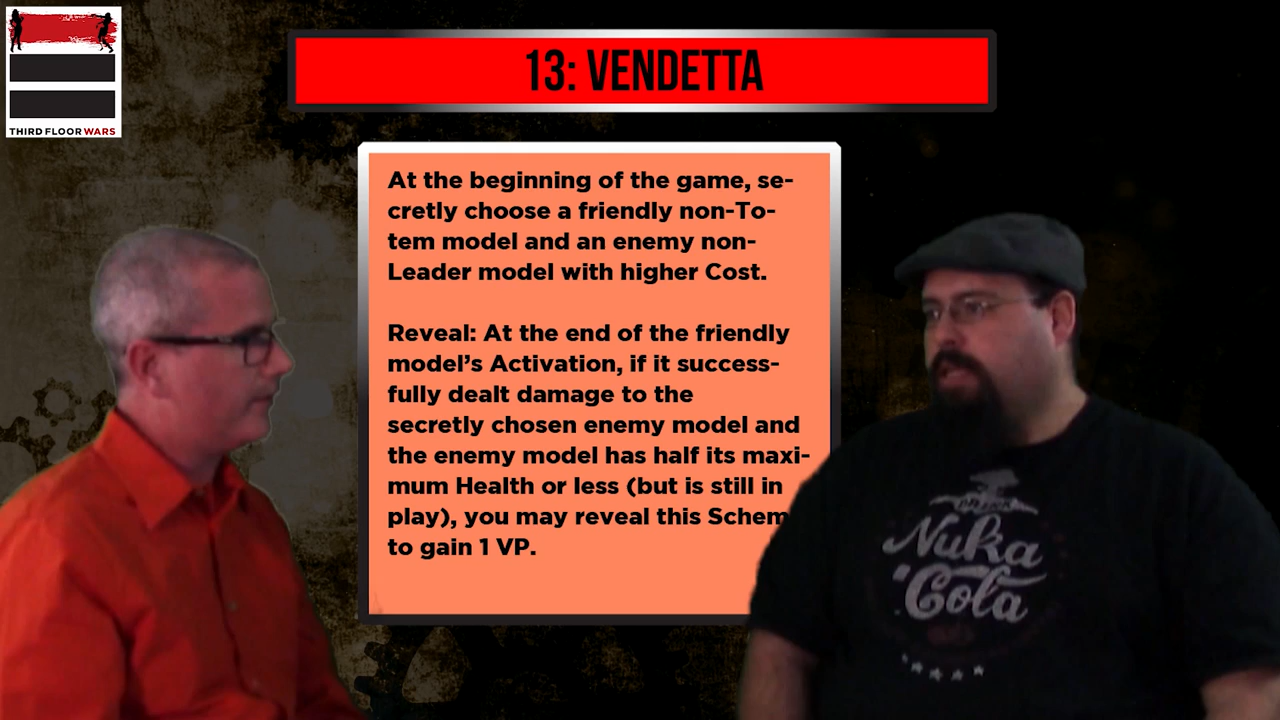 13: VENDETTA
THIRD FLOOR WARS
At the beginning of the game, se-
cretly choose a friendly non-To-
tem model and an enemy non-
Leader model with higher Cost.
Reveal: At the end of the friendly
model's Activation, if it success-
fully dealt damage to the
secretly chosen enemy model and
the enemy model has half its maxi-
mum Health or less (but is still in
play), you may reveal this Schem
to gain 1 VP.
DRINK
Nuka
Cola